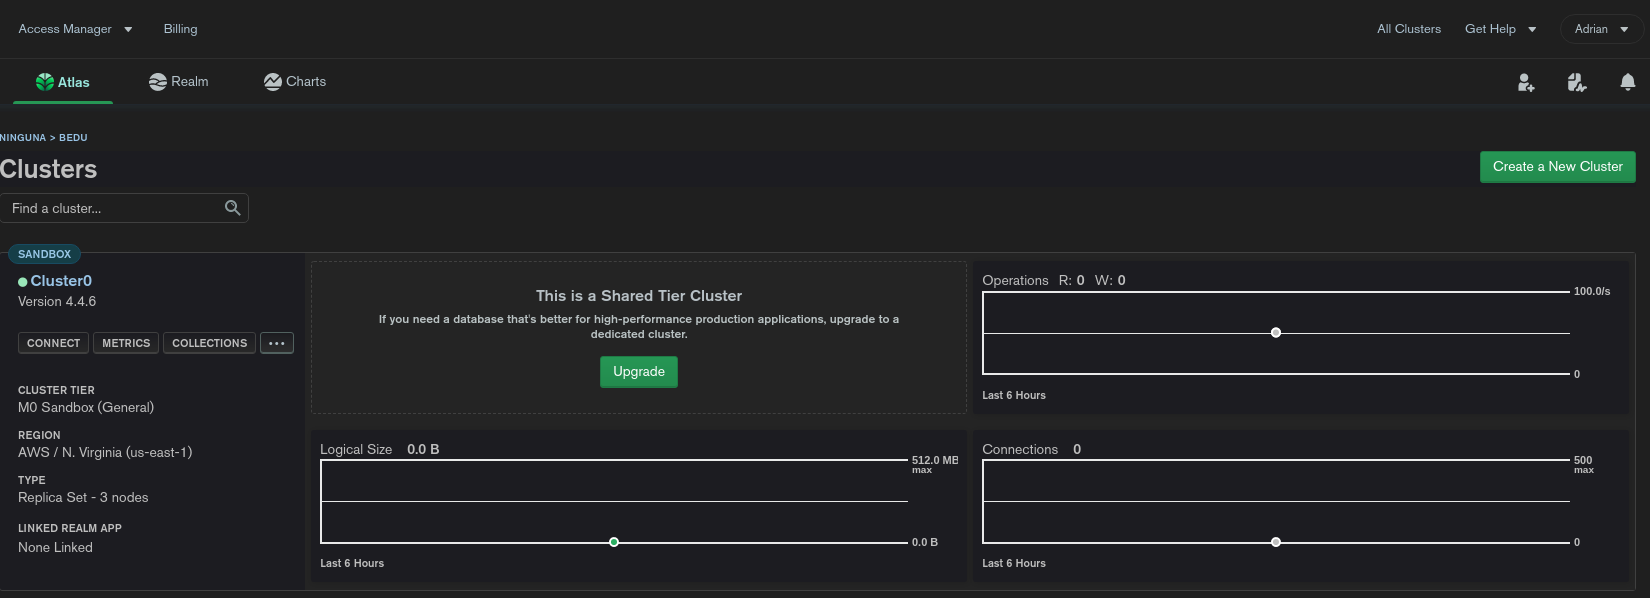 Access Manager
Billing
All Clusters
Get Help
Adrian
Atlas
Realm
Charts
NINGUNA > BEDU
Clusters
Create a New Cluster
Find a cluster...
SANDBOX
Cluster0
Version 4.4.6
CONNECT
METRICS
COLLECTIONS
...
CLUSTER TIER
M0 Sandbox (General)
REGION
AWS / N. Virginia (us-east-1)
TYPE
Replica Set - 3 nodes
LINKED REALM APP
None Linked
This is a Shared Tier Cluster
If you need a database that's better for high-performance production applications, upgrade to a
dedicated cluster.
Upgrade
Operations R: 0 W: 0
100.0/s
0
Last 6 Hours
Logical Size 0.0 B
512.0 MB
max
0.0 B
Last 6 Hours
Connections 0
500
max
0
Last 6 Hours